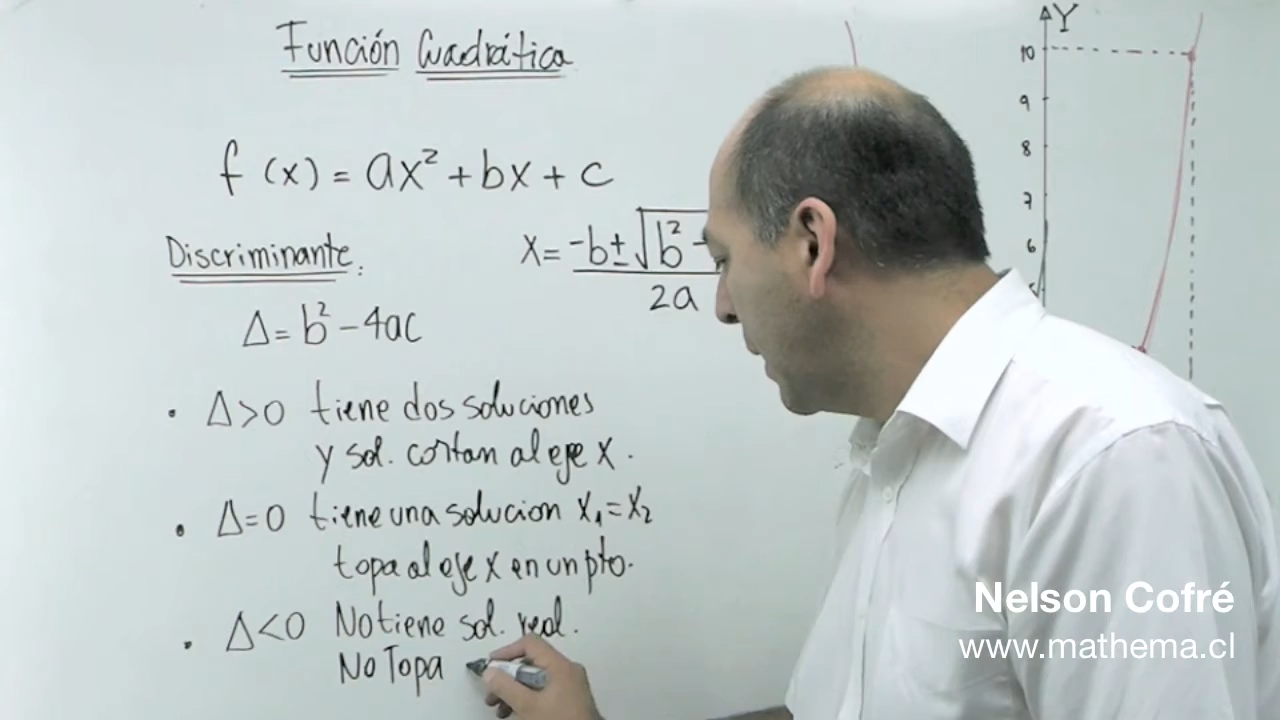 Función Cuadrática
f(x) = ax² + bx + c
Discriminante:
Δ = b² - 4ac
x = -b ± √b² -
2a
• Δ > 0 tiene dos soluciones
y sol. cortan al eje x.
• Δ = 0 tiene una solucion x₁ = x₂
topa al eje x en un pto.
• Δ < 0 No tiene sol. real.
No Topa
Y
10
9
8
7
6
5
Nelson Cofré
www.mathema.cl